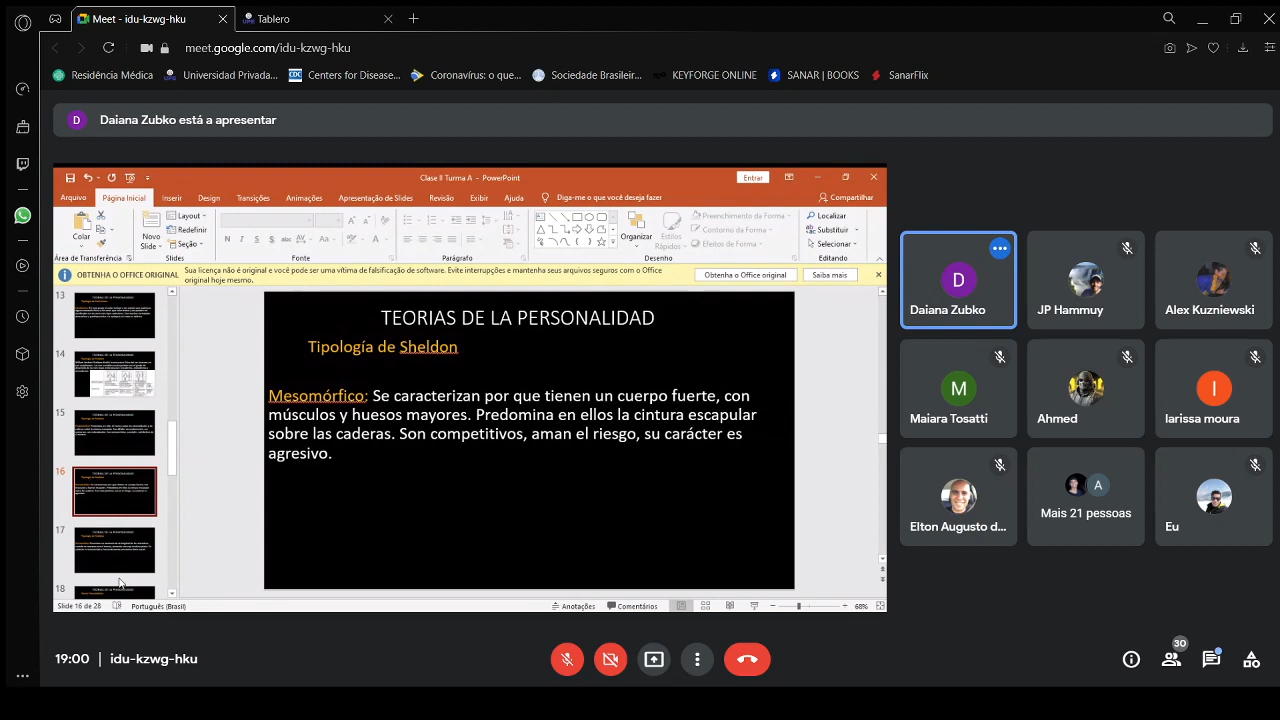 Meet - idu-kzwg-hku
Tablero
meet.google.com/idu-kzwg-hku
Residência Médica
Universidad Privada...
Centers for Disease...
Coronavírus: o que...
Sociedade Brasileir...
KEYFORGE ONLINE
SANAR | BOOKS
SanarFlix
D
Daiana Zubko está a apresentar
Clase II Turma A - PowerPoint
Entrar
Arquivo
Página Inicial
Inserir
Design
Transições
Animações
Apresentação de Slides
Revisão
Exibir
Ajuda
Diga-me o que você deseja fazer
Compartilhar
Colar
Área de Transferência
Novo
Slide
Layout
Redefinir
Seção
Slides
Fonte
Parágrafo
Organizar
Estilos
Rápidos
Preenchimento da Forma
Contorno da Forma
Efeitos de Forma
Desenho
Localizar
Substituir
Selecionar
Editando
OBTENHA O OFFICE ORIGINAL
Sua licença não é original e você pode ser uma vítima de falsificação de software. Evite interrupções e mantenha seus arquivos seguros com o Office
original hoje mesmo.
Obtenha o Office original
Saiba mais
13
14
15
16
17
18
TEORIAS DE LA PERSONALIDAD
Tipología de Sheldon
Mesomórfico: Se caracterizan por que tienen un cuerpo fuerte, con
músculos y huesos mayores. Predomina en ellos la cintura escapular
sobre las caderas. Son competitivos, aman el riesgo, su carácter es
agresivo.
Slide 16 de 28
Português (Brasil)
Anotações
Comentários
68%
D
Daiana Zubko
JP Hammuy
Alex Kuzniewski
M
Maiara Tosetti
Ahmed
I
larissa moura
Elton Augusto d...
A
Mais 21 pessoas
Eu
19:00 | idu-kzwg-hku
30